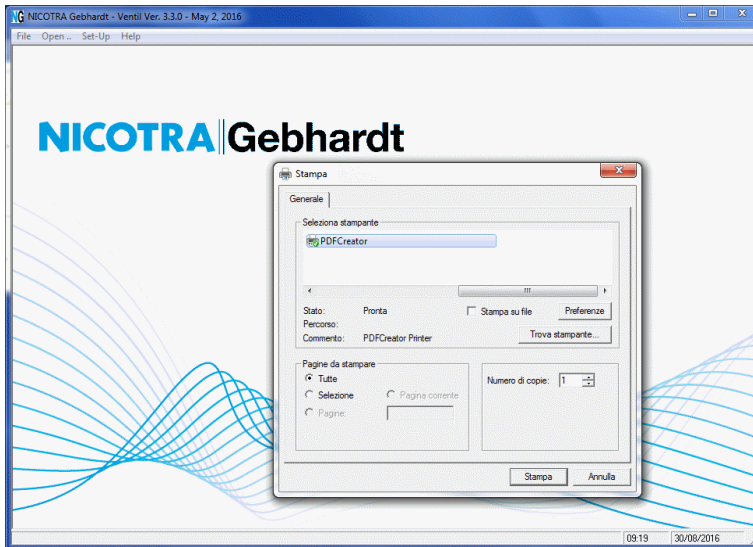 NICOTRA Gebhardt - Ventil Ver. 3.3.0 - May 2, 2016
File Open .. Set-Up Help
NICOTRA Gebhardt
Stampa
Generale
Seleziona stampante
PDFCreator
Stato: Pronta
Stampa su file Preferenze
Percorso:
Commento: PDFCreator Printer
Trova stampante...
Pagine da stampare
Tutte
Numero di copie: 1
Selezione Pagina corrente
Pagine:
Stampa Annulla
09:19 30/08/2016